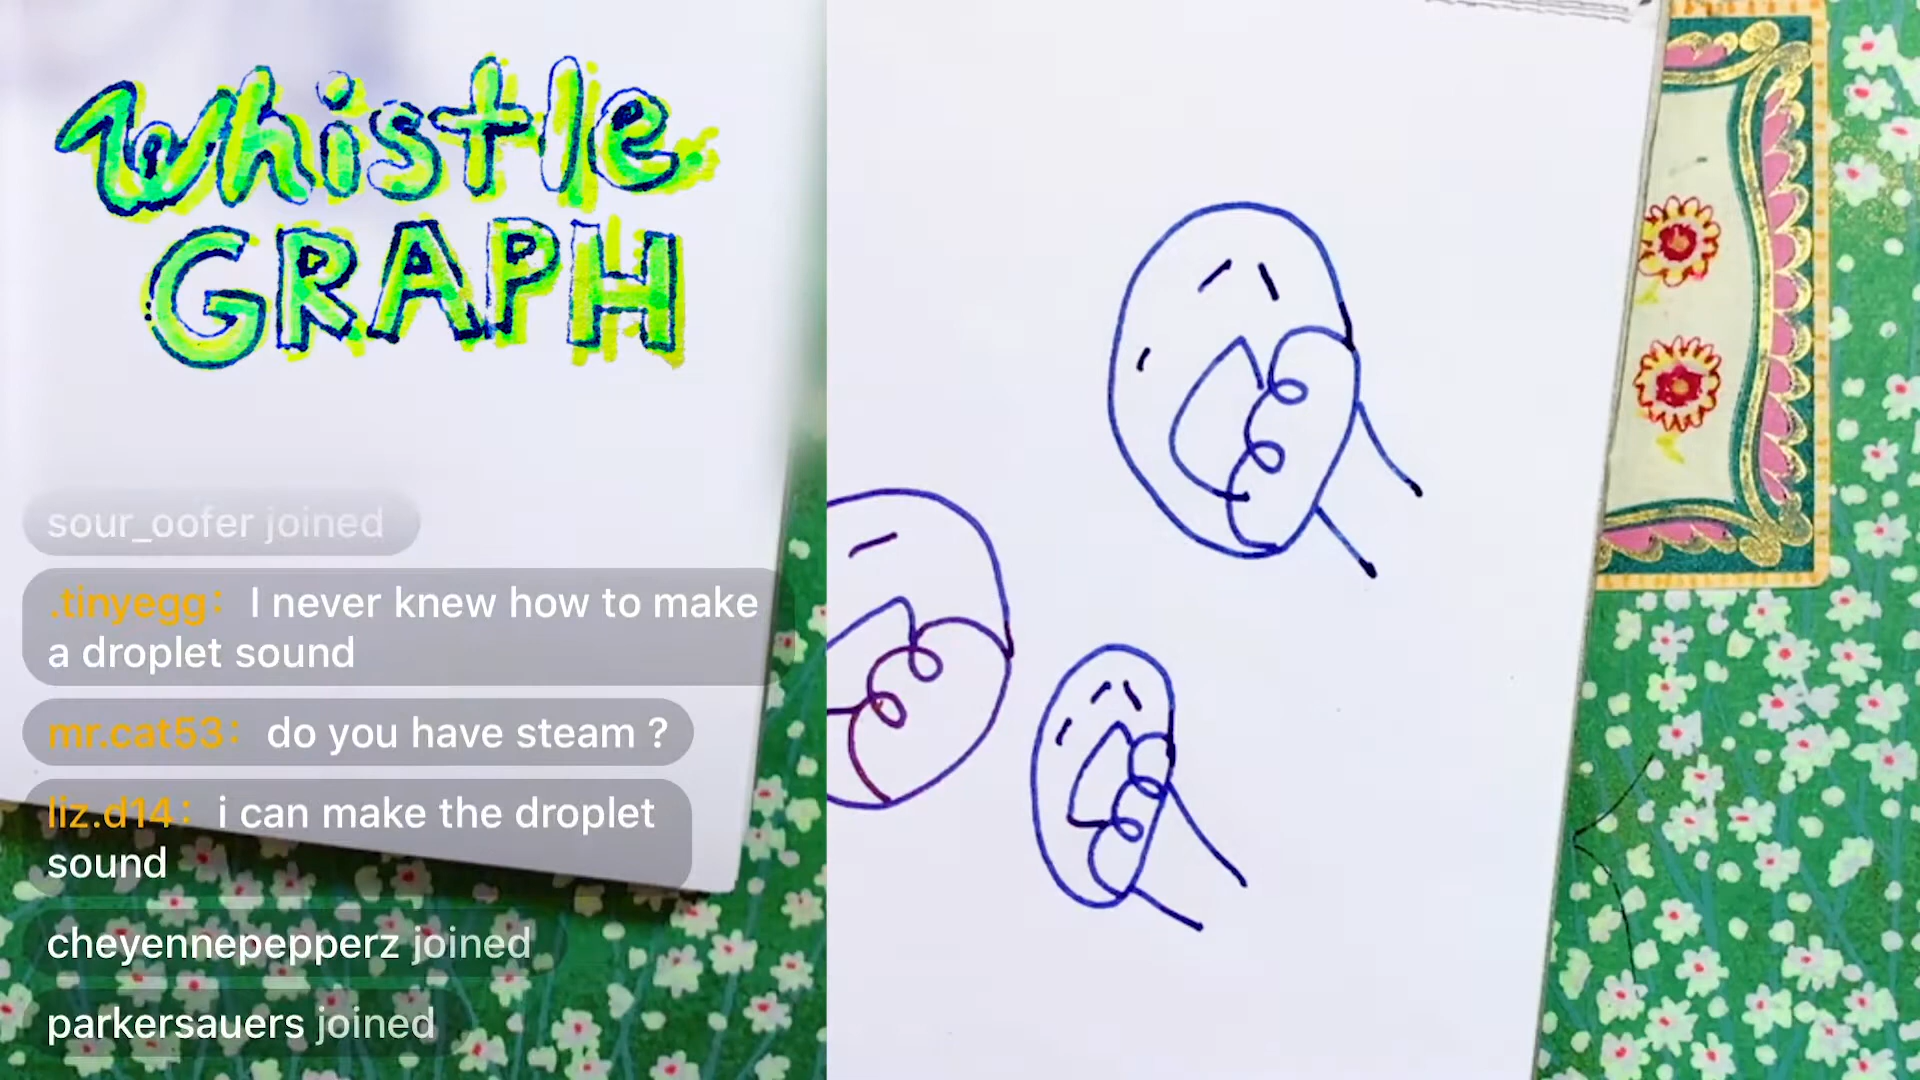 Whistle
GRAPH
sour_oofer joined
.tinyegg: I never knew how to make
a droplet sound
mr.cat53: do you have steam ?
liz.d14: i can make the droplet
sound
cheyennepepperz joined
parkersauers joined